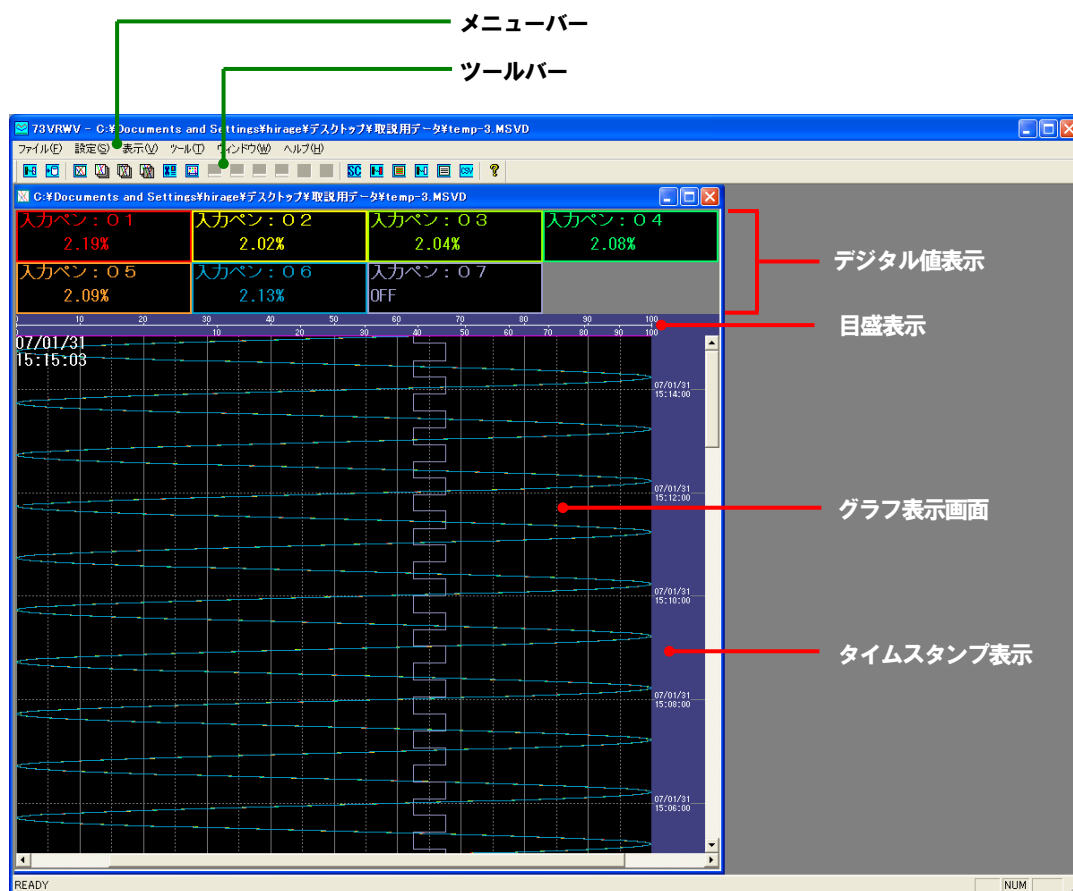 メニューバー
ツールバー
73VRWV - C:¥Documents and Settings¥hirage¥デスクトップ¥取説用データ¥temp-3.MSVD
ファイル(F) 設定(S) 表示(V) ツール(T) ウィンドウ(W) ヘルプ(H)
SC CSV ?
C:¥Documents and Settings¥hirage¥デスクトップ¥取説用データ¥temp-3.MSVD
入力ペン：０１ 入力ペン：０２ 入力ペン：０３ 入力ペン：０４
2.19% 2.02% 2.04% 2.08%
デジタル値表示
入力ペン：０５ 入力ペン：０６ 入力ペン：０７
2.09% 2.13% OFF
0 10 20 30 40 50 60 70 80 90 100
目盛表示
0 10 20 30 40 50 60 70 80 90 100
07/01/31
15:15:03
07/01/31
15:14:00
07/01/31
15:12:00
グラフ表示画面
07/01/31
15:10:00
タイムスタンプ表示
07/01/31
15:08:00
07/01/31
15:06:00
READY NUM